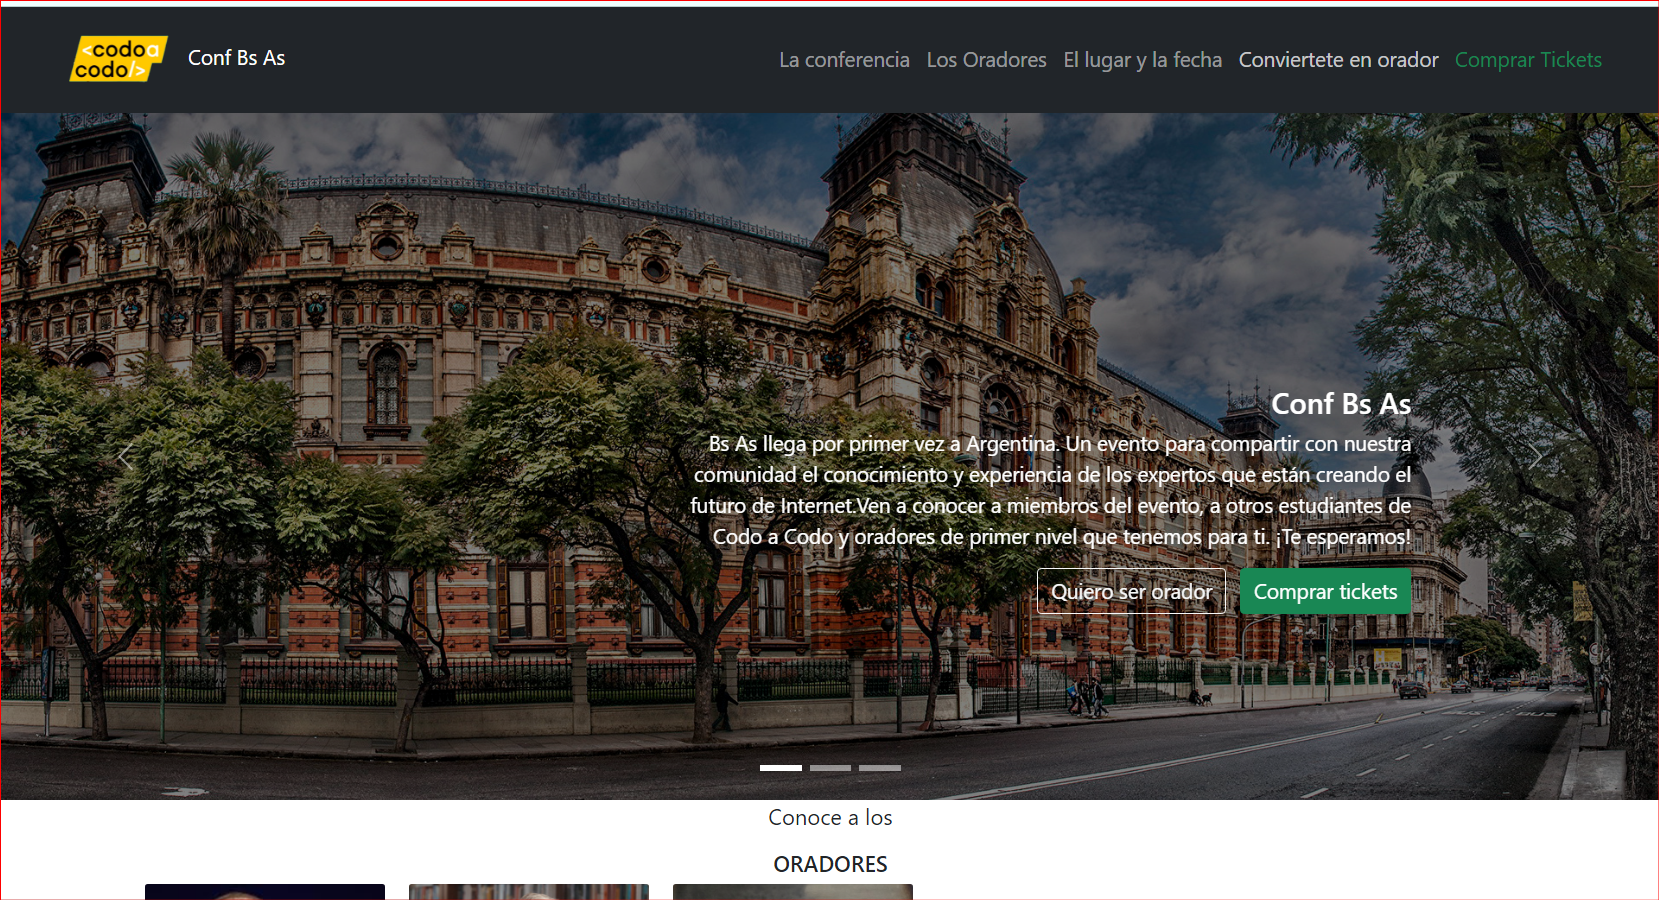 <codo a
codo/>
Conf Bs As
La conferencia
Los Oradores
El lugar y la fecha
Conviertete en orador
Comprar Tickets
Conf Bs As
Bs As llega por primer vez a Argentina. Un evento para compartir con nuestra
comunidad el conocimiento y experiencia de los expertos que están creando el
futuro de Internet.Ven a conocer a miembros del evento, a otros estudiantes de
Codo a Codo y oradores de primer nivel que tenemos para ti. ¡Te esperamos!
Quiero ser orador
Comprar tickets
BUS
Conoce a los
ORADORES